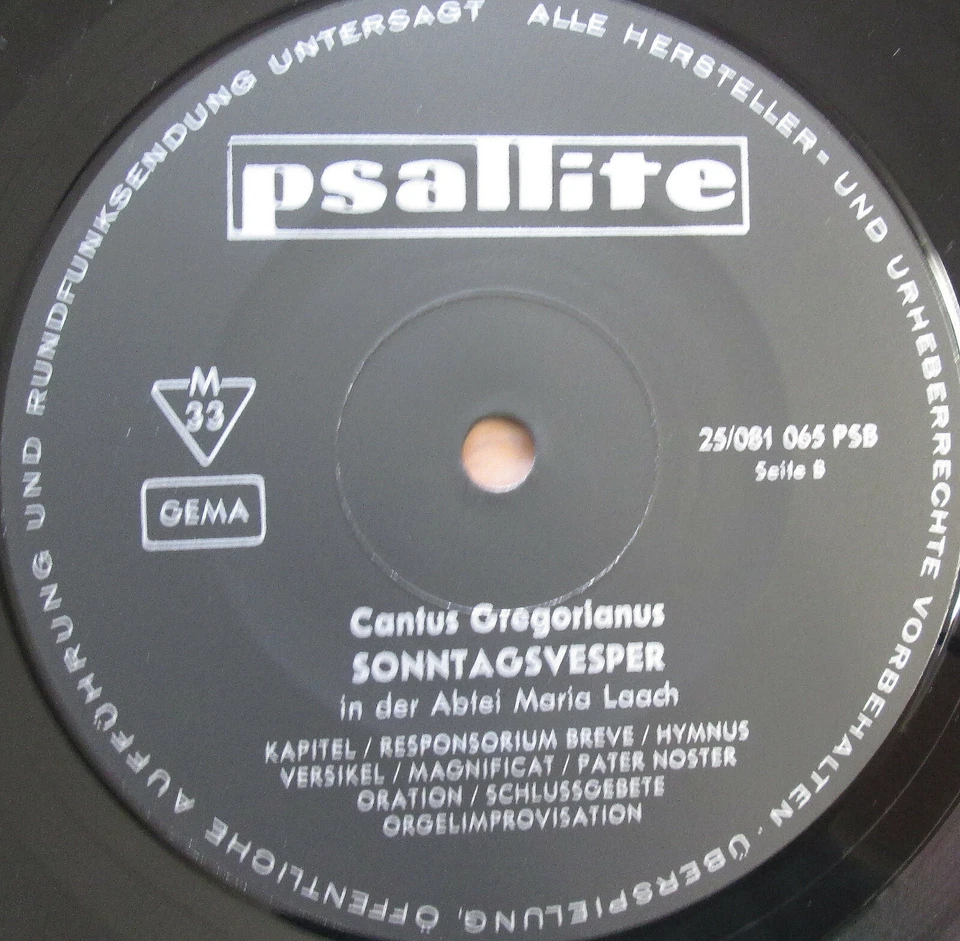 ALLE HERSTELLER- UND URHEBERRECHTE VORBEHALTEN · ÜBERSPIELUNG, ÖFFENTLICHE AUFFÜHRUNG UND RUNDFUNKSENDUNG UNTERSAGT
psallite
M
33
GEMA
25/081 065 PSB
Seite B
Cantus Gregorianus
SONNTAGSVESPER
in der Abtei Maria Laach
KAPITEL / RESPONSORIUM BREVE / HYMNUS
VERSIKEL / MAGNIFICAT / PATER NOSTER
ORATION / SCHLUSSGEBETE
ORGELIMPROVISATION